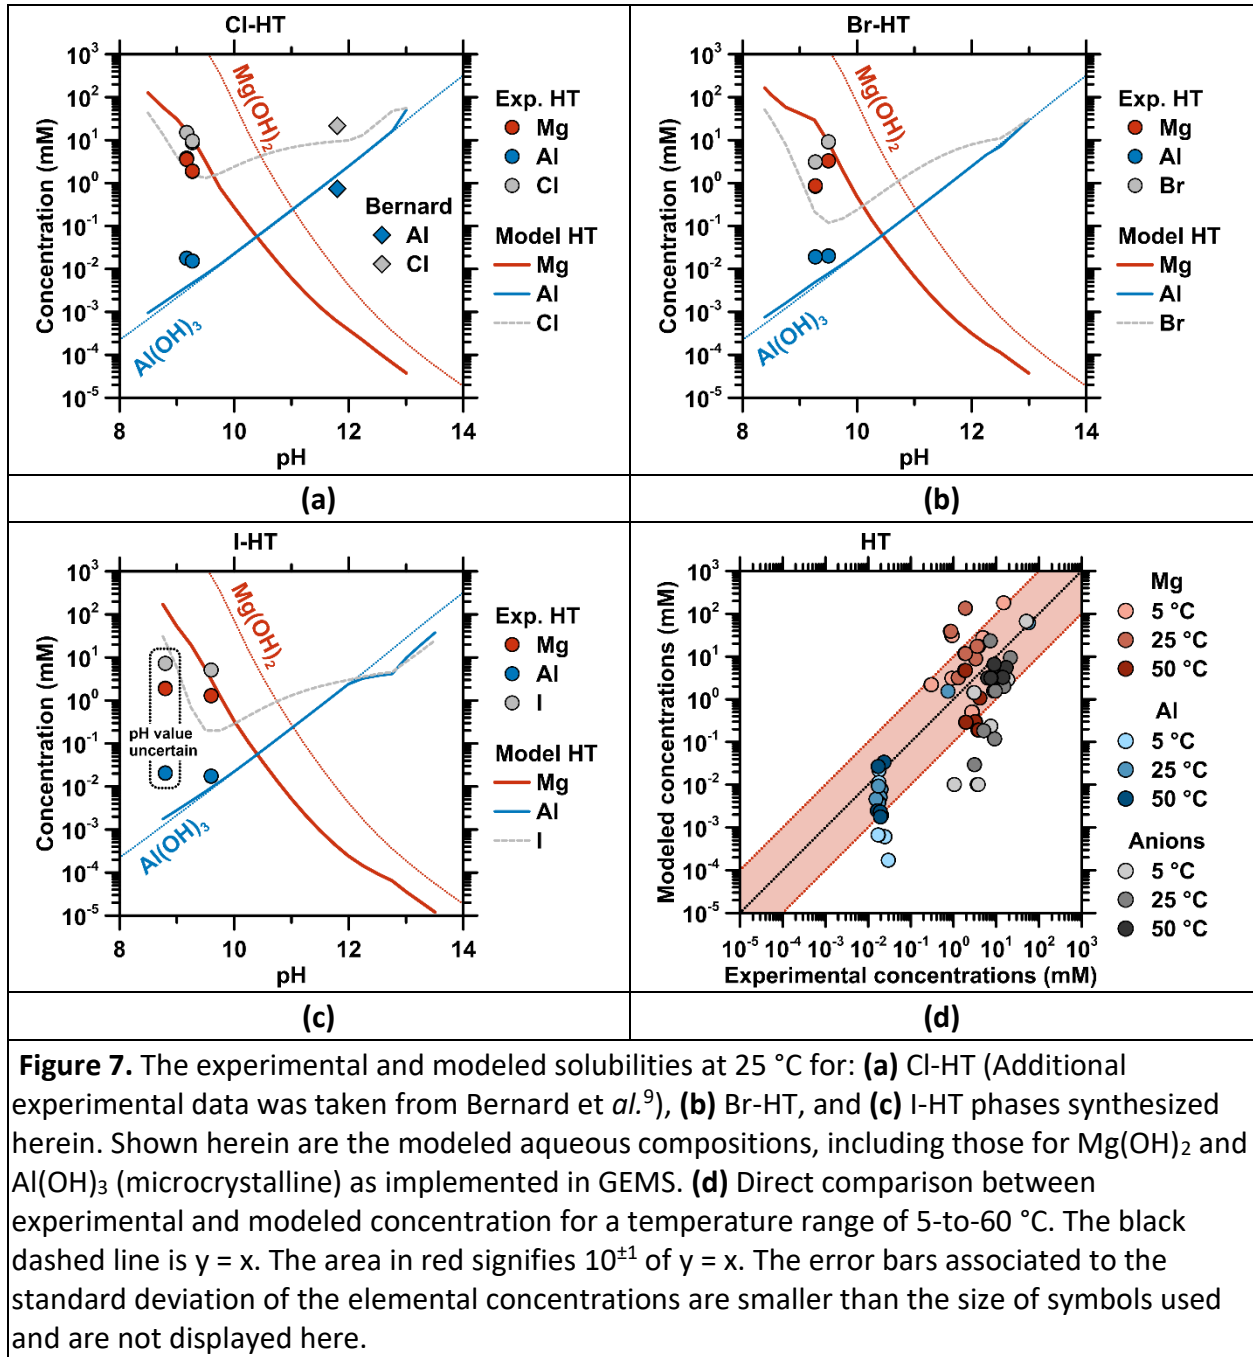 Cl-HT
Concentration (mM)
10³
10²
10¹
10⁰
10⁻¹
10⁻²
10⁻³
10⁻⁴
10⁻⁵
8 10 12 14
pH
Mg(OH)₂
Al(OH)₃
Exp. HT
Mg
Al
Cl
Bernard
Al
Cl
Model HT
Mg
Al
Cl
(a)
Br-HT
Concentration (mM)
10³
10²
10¹
10⁰
10⁻¹
10⁻²
10⁻³
10⁻⁴
10⁻⁵
8 10 12 14
pH
Mg(OH)₂
Al(OH)₃
Exp. HT
Mg
Al
Br
Model HT
Mg
Al
Br
(b)
I-HT
Concentration (mM)
10³
10²
10¹
10⁰
10⁻¹
10⁻²
10⁻³
10⁻⁴
10⁻⁵
8 10 12 14
pH
Mg(OH)₂
Al(OH)₃
pH value
uncertain
Exp. HT
Mg
Al
I
Model HT
Mg
Al
I
(c)
HT
Modeled concentrations (mM)
10³
10²
10¹
10⁰
10⁻¹
10⁻²
10⁻³
10⁻⁴
10⁻⁵
10⁻⁵ 10⁻⁴ 10⁻³ 10⁻² 10⁻¹ 10⁰ 10¹ 10² 10³
Experimental concentrations (mM)
Mg
5 °C
25 °C
50 °C
Al
5 °C
25 °C
50 °C
Anions
5 °C
25 °C
50 °C
(d)
Figure 7. The experimental and modeled solubilities at 25 °C for: (a) Cl-HT (Additional
experimental data was taken from Bernard et al.⁹), (b) Br-HT, and (c) I-HT phases synthesized
herein. Shown herein are the modeled aqueous compositions, including those for Mg(OH)₂ and
Al(OH)₃ (microcrystalline) as implemented in GEMS. (d) Direct comparison between
experimental and modeled concentration for a temperature range of 5-to-60 °C. The black
dashed line is y = x. The area in red signifies 10±¹ of y = x. The error bars associated to the
standard deviation of the elemental concentrations are smaller than the size of symbols used
and are not displayed here.